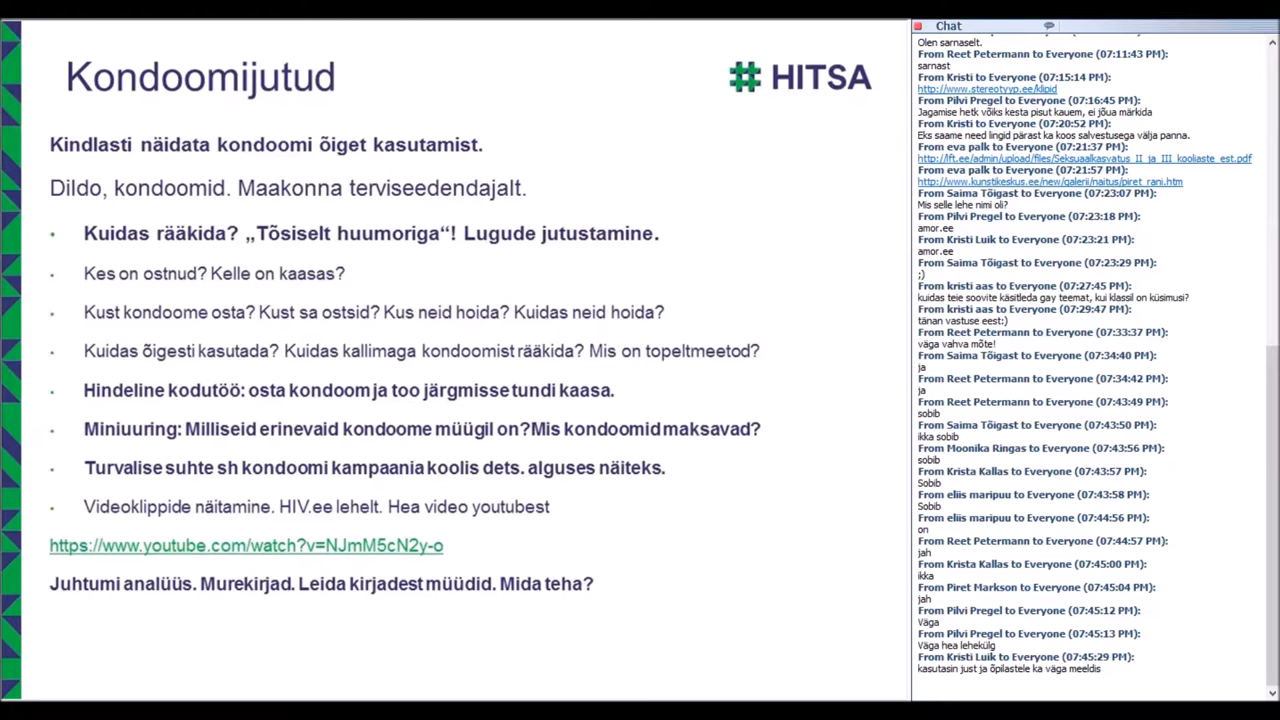 Kondoomijutud
HITSA
Kindlasti näidata kondoomi õiget kasutamist.
Dildo, kondoomid. Maakonna terviseedendajalt.
• Kuidas rääkida? „Tõsiselt huumoriga“! Lugude jutustamine.
• Kes on ostnud? Kelle on kaasas?
• Kust kondoome osta? Kust sa ostsid? Kus neid hoida? Kuidas neid hoida?
• Kuidas õigesti kasutada? Kuidas kallimaga kondoomist rääkida? Mis on topeltmeetod?
• Hindeline kodutöö: osta kondoom ja too järgmisse tundi kaasa.
• Miniuuring: Milliseid erinevaid kondoome müügil on?Mis kondoomid maksavad?
• Turvalise suhte sh kondoomi kampaania koolis dets. alguses näiteks.
• Videoklippide näitamine. HIV.ee lehelt. Hea video youtubest
https://www.youtube.com/watch?v=NJmM5cN2y-o
Juhtumi analüüs. Murekirjad. Leida kirjadest müüdid. Mida teha?
Chat
Olen sarnaselt.
From Reet Petermann to Everyone (07:11:43 PM):
sarnast
From Kristi to Everyone (07:15:14 PM):
http://www.stereotyyp.ee/klipid
From Pilvi Pregel to Everyone (07:16:45 PM):
Jagamise hetk võiks kesta pisut kauem, ei jõua märkida
From Kristi to Everyone (07:20:52 PM):
Eks saame need lingid pärast ka koos salvestusega välja panna.
From eva palk to Everyone (07:21:37 PM):
http://lft.ee/admin/upload/files/Seksuaalkasvatus_II_ja_III_kooliaste_est.pdf
From eva palk to Everyone (07:21:57 PM):
http://www.kunstikeskus.ee/new/galerii/naitus/piret_rani.htm
From Saima Tõigast to Everyone (07:23:07 PM):
Mis selle lehe nimi oli?
From Pilvi Pregel to Everyone (07:23:18 PM):
amor.ee
From Kristi Luik to Everyone (07:23:21 PM):
amor.ee
From Saima Tõigast to Everyone (07:23:29 PM):
;)
From kristi aas to Everyone (07:27:45 PM):
kuidas teie soovite käsitleda gay teemat, kui klassil on küsimusi?
From kristi aas to Everyone (07:29:47 PM):
tänan vastuse eest:)
From Reet Petermann to Everyone (07:33:37 PM):
väga vahva mõte!
From Saima Tõigast to Everyone (07:34:40 PM):
ja
From Reet Petermann to Everyone (07:34:42 PM):
ja
From Reet Petermann to Everyone (07:43:49 PM):
sobib
From Saima Tõigast to Everyone (07:43:50 PM):
ikka sobib
From Moonika Ringas to Everyone (07:43:56 PM):
sobib
From Krista Kallas to Everyone (07:43:57 PM):
Sobib
From eliis maripuu to Everyone (07:43:58 PM):
Sobib
From eliis maripuu to Everyone (07:44:56 PM):
on
From Reet Petermann to Everyone (07:44:57 PM):
jah
From Krista Kallas to Everyone (07:45:00 PM):
ikka
From Piret Markson to Everyone (07:45:04 PM):
jah
From Pilvi Pregel to Everyone (07:45:12 PM):
Väga
From Pilvi Pregel to Everyone (07:45:13 PM):
Väga hea lehekülg
From Kristi Luik to Everyone (07:45:29 PM):
kasutasin just ja õpilastele ka väga meeldis